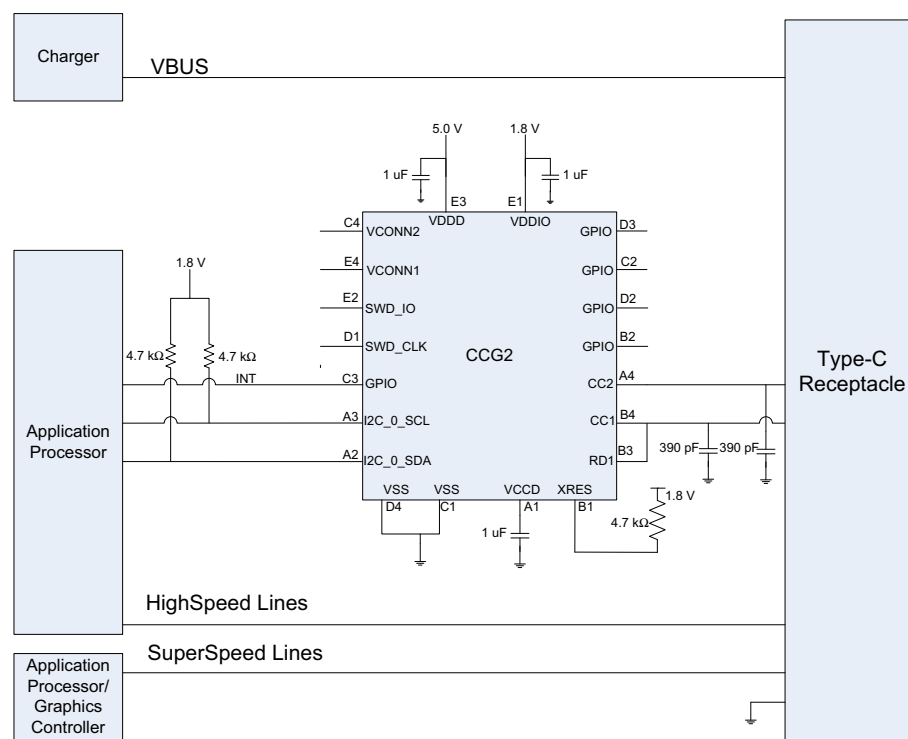 Charger
VBUS
5.0 V
1.8 V
1 uF
1 uF
E3
E1
VDDD
VDDIO
C4
VCONN2
GPIO
D3
E4
VCONN1
GPIO
C2
1.8 V
E2
SWD_IO
GPIO
D2
D1
SWD_CLK
GPIO
B2
CCG2
4.7 kΩ
4.7 kΩ
INT
C3
GPIO
CC2
A4
A3
I2C_0_SCL
CC1
B4
A2
I2C_0_SDA
RD1
B3
390 pF
390 pF
Application
Processor
Type-C
Receptacle
VSS
VSS
VCCD
XRES
D4
C1
A1
B1
1 uF
4.7 kΩ
1.8 V
HighSpeed Lines
SuperSpeed Lines
Application
Processor/
Graphics
Controller